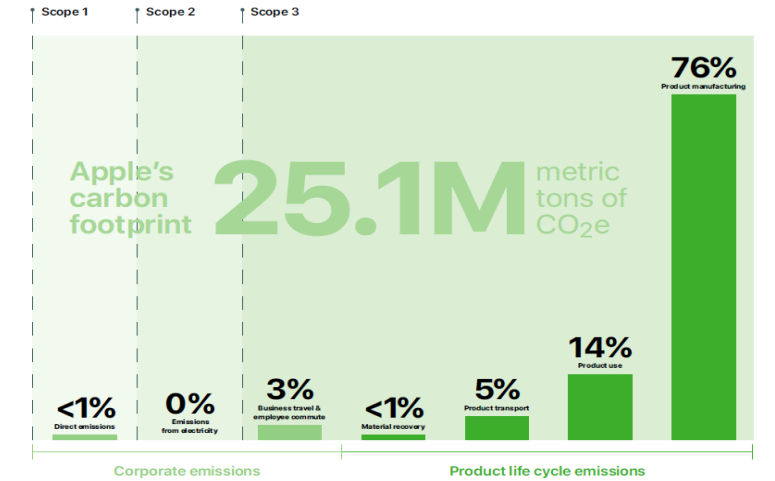 Scope 1
Scope 2
Scope 3
76%
Product manufacturing
Apple's
carbon
footprint
25.1M
metric
tons of
CO₂e
14%
Product use
3%
Business travel &
employee commute
5%
Product transport
<1%
Direct emissions
0%
Emissions
from electricity
<1%
Material recovery
Corporate emissions
Product life cycle emissions